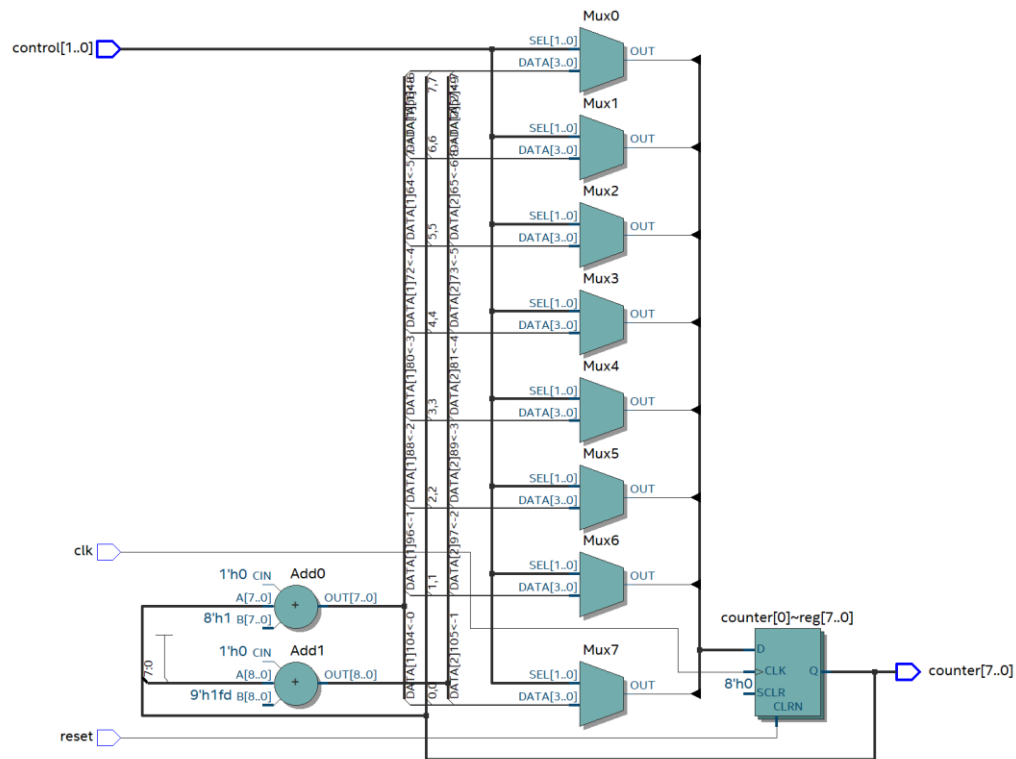 Mux0
control[1..0]
SEL[1..0]
OUT
DATA[3..0]
7,7
Mux1
SEL[1..0]
OUT
DATA[3..0]
6,6
DATA[1]64<-5
DATA[2]65<-6
Mux2
SEL[1..0]
OUT
DATA[3..0]
5,5
DATA[1]72<-4
DATA[2]73<-5
Mux3
SEL[1..0]
OUT
DATA[3..0]
4,4
DATA[1]80<-3
DATA[2]81<-4
Mux4
SEL[1..0]
OUT
DATA[3..0]
3,3
DATA[1]88<-2
DATA[2]89<-3
Mux5
SEL[1..0]
OUT
DATA[3..0]
2,2
DATA[1]96<-1
DATA[2]97<-2
Mux6
clk
SEL[1..0]
OUT
DATA[3..0]
1,1
1'h0 CIN
Add0
A[7..0]
+
OUT[7..0]
8'h1 B[7..0]
DATA[1]104<-0
DATA[2]105<-1
counter[0]~reg[7..0]
Mux7
1'h0 CIN
Add1
7:0
A[8..0]
+
OUT[8..0]
9'h1fd B[8..0]
0,0
SEL[1..0]
OUT
DATA[3..0]
D
>CLK
Q
8'h0
SCLR
CLRN
counter[7..0]
reset